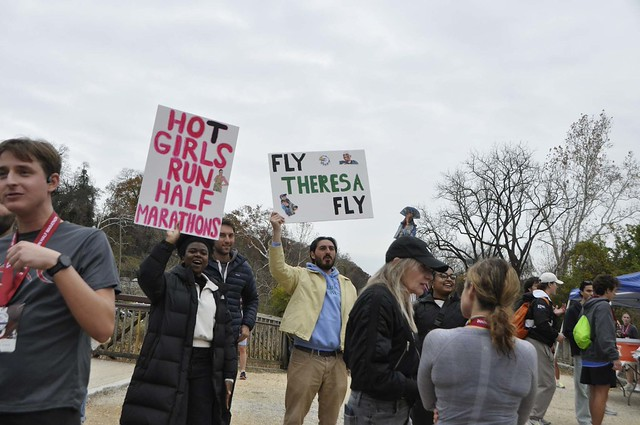 HOT
GIRLS
RUN
HALF
MARATHONS
FLY
THERESA
FLY